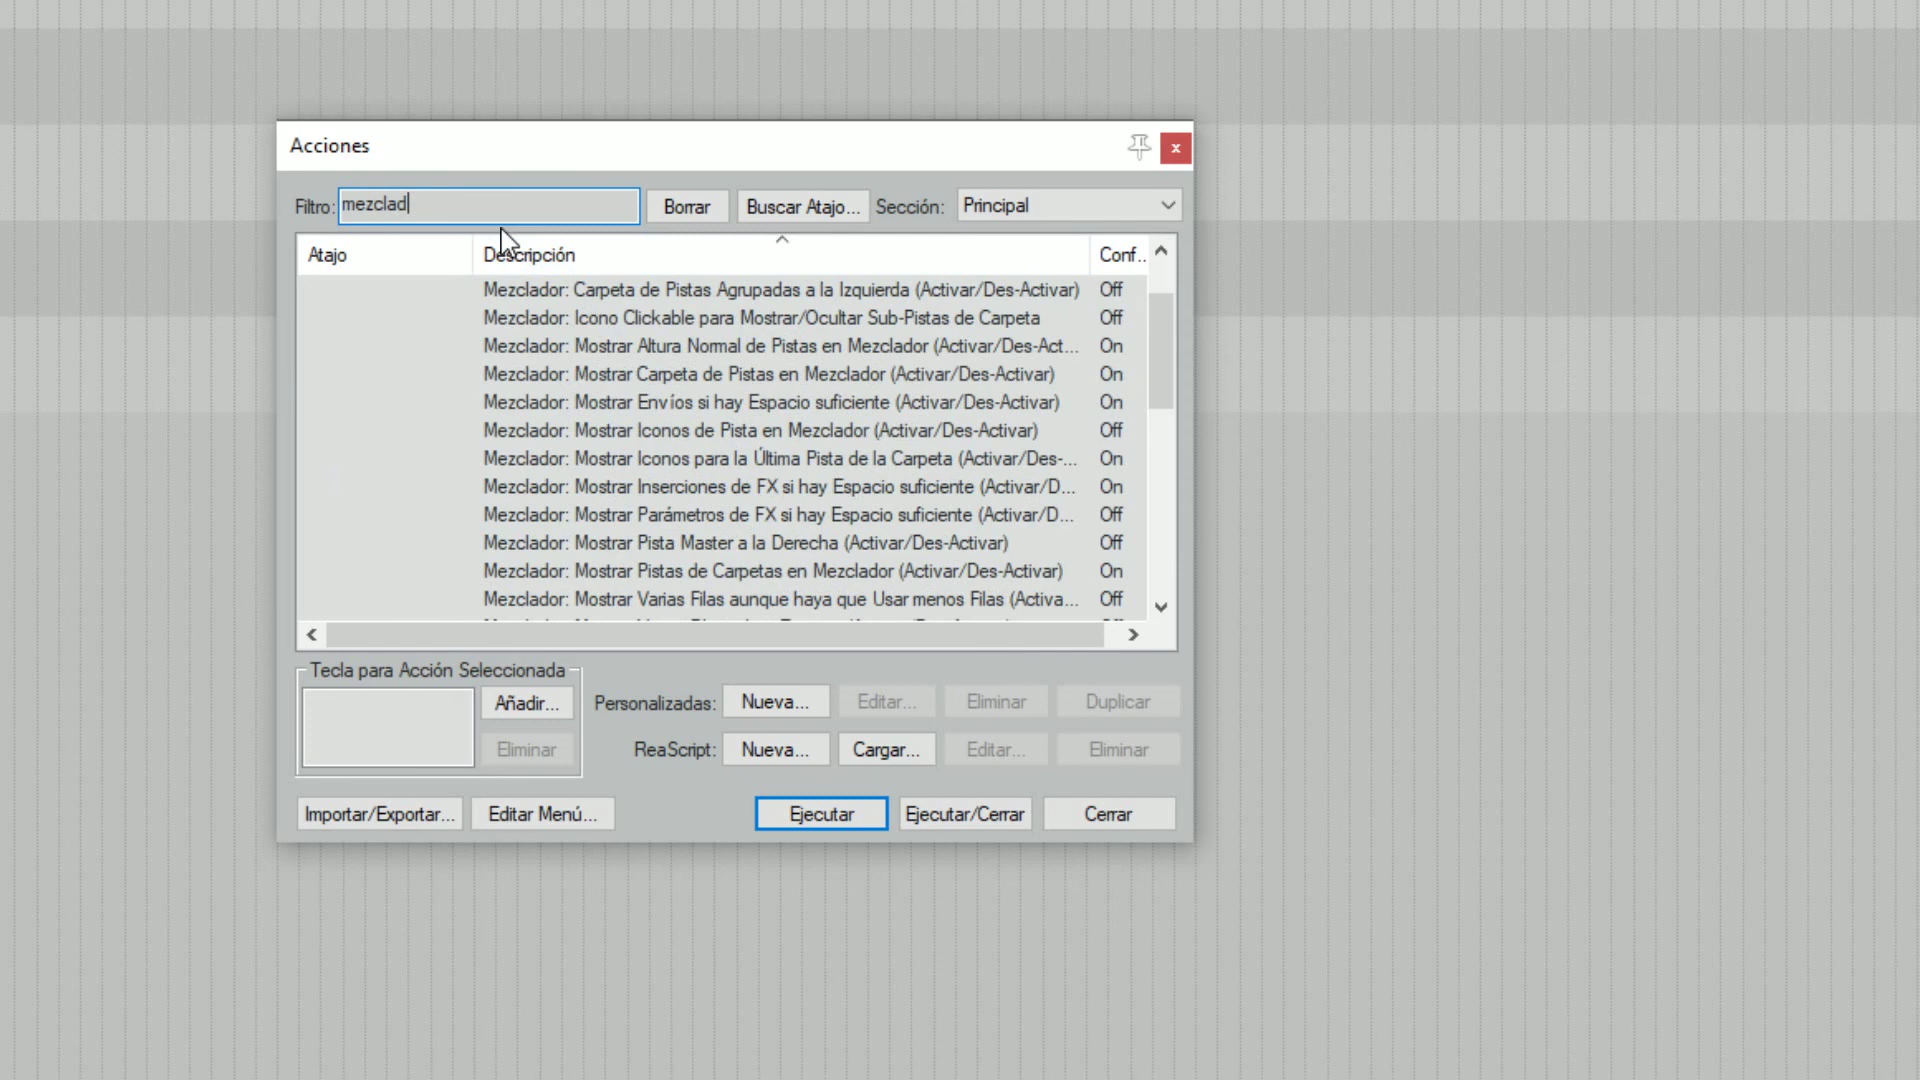 Acciones
x
Filtro: mezclad Borrar Buscar Atajo... Sección: Principal
Atajo Descripción Conf...
Mezclador: Carpeta de Pistas Agrupadas a la Izquierda (Activar/Des-Activar) Off
Mezclador: Icono Clickable para Mostrar/Ocultar Sub-Pistas de Carpeta Off
Mezclador: Mostrar Altura Normal de Pistas en Mezclador (Activar/Des-Act... On
Mezclador: Mostrar Carpeta de Pistas en Mezclador (Activar/Des-Activar) On
Mezclador: Mostrar Envíos si hay Espacio suficiente (Activar/Des-Activar) On
Mezclador: Mostrar Iconos de Pista en Mezclador (Activar/Des-Activar) Off
Mezclador: Mostrar Iconos para la Última Pista de la Carpeta (Activar/Des-... On
Mezclador: Mostrar Inserciones de FX si hay Espacio suficiente (Activar/D... On
Mezclador: Mostrar Parámetros de FX si hay Espacio suficiente (Activar/D... Off
Mezclador: Mostrar Pista Master a la Derecha (Activar/Des-Activar) Off
Mezclador: Mostrar Pistas de Carpetas en Mezclador (Activar/Des-Activar) On
Mezclador: Mostrar Varias Filas aunque haya que Usar menos Filas (Activa... Off
Tecla para Acción Seleccionada
Añadir... Personalizadas: Nueva... Editar... Eliminar Duplicar
Eliminar ReaScript: Nueva... Cargar... Editar... Eliminar
Importar/Exportar... Editar Menú... Ejecutar Ejecutar/Cerrar Cerrar